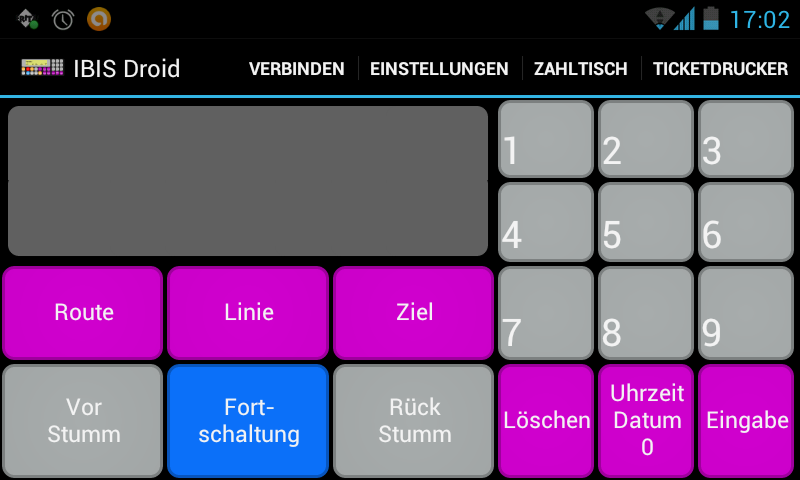 17:02
IBIS Droid
VERBINDEN
EINSTELLUNGEN
ZAHLTISCH
TICKETDRUCKER
1
2
3
4
5
6
Route
Linie
Ziel
7
8
9
Vor
Stumm
Fort-
schaltung
Rück
Stumm
Löschen
Uhrzeit
Datum
0
Eingabe